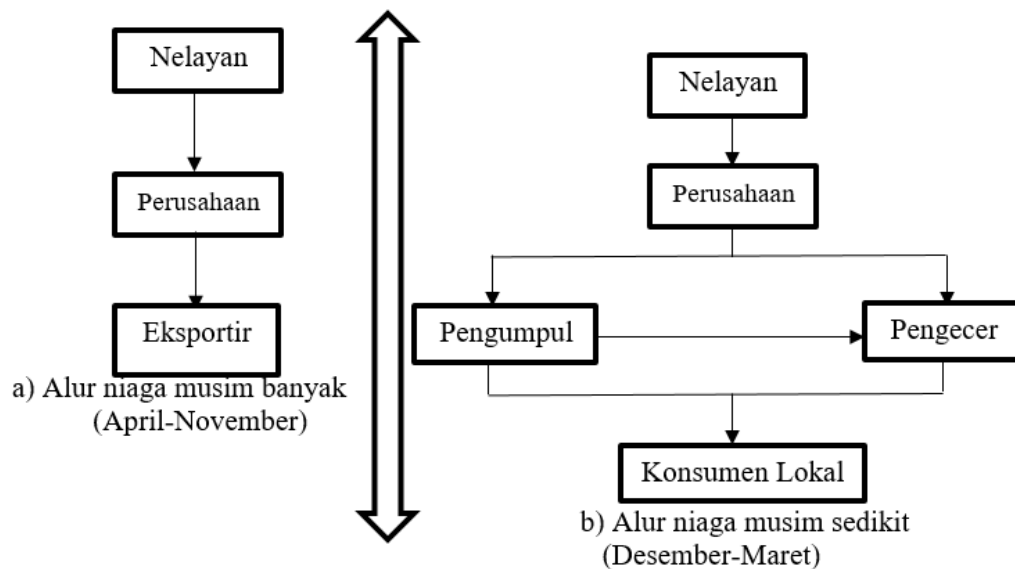 Nelayan
Perusahaan
Eksportir
a) Alur niaga musim banyak
(April-November)
Nelayan
Perusahaan
Pengumpul
Pengecer
Konsumen Lokal
b) Alur niaga musim sedikit
(Desember-Maret)